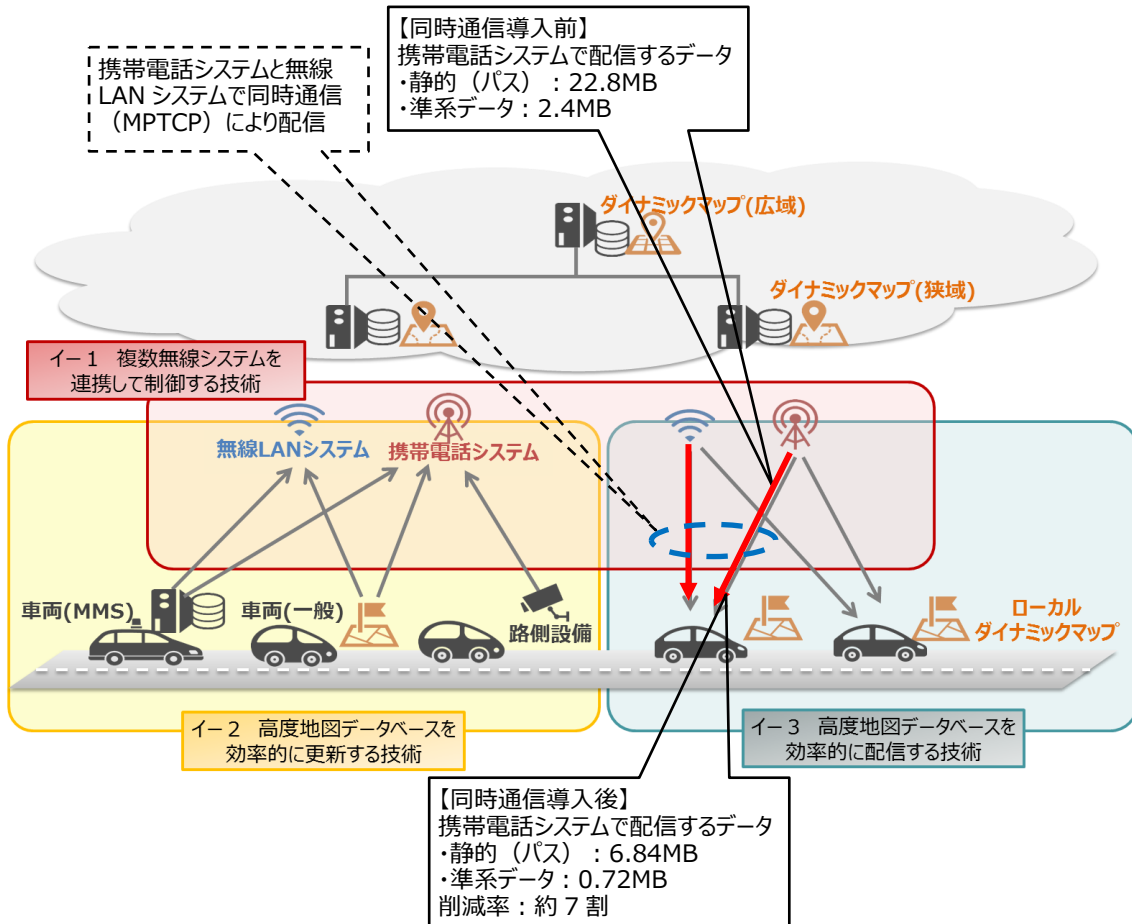 【同時通信導入前】
携帯電話システムで配信するデータ
・静的（パス）：22.8MB
・準系データ：2.4MB
携帯電話システムと無線
LAN システムで同時通信
（MPTCP）により配信
ダイナミックマップ(広域)
ダイナミックマップ(狭域)
イー１ 複数無線システムを
連携して制御する技術
無線LANシステム
携帯電話システム
車両(MMS)
車両(一般)
路側設備
ローカル
ダイナミックマップ
イー２ 高度地図データベースを
効率的に更新する技術
イー３ 高度地図データベースを
効率的に配信する技術
【同時通信導入後】
携帯電話システムで配信するデータ
・静的（パス）：6.84MB
・準系データ：0.72MB
削減率：約７割